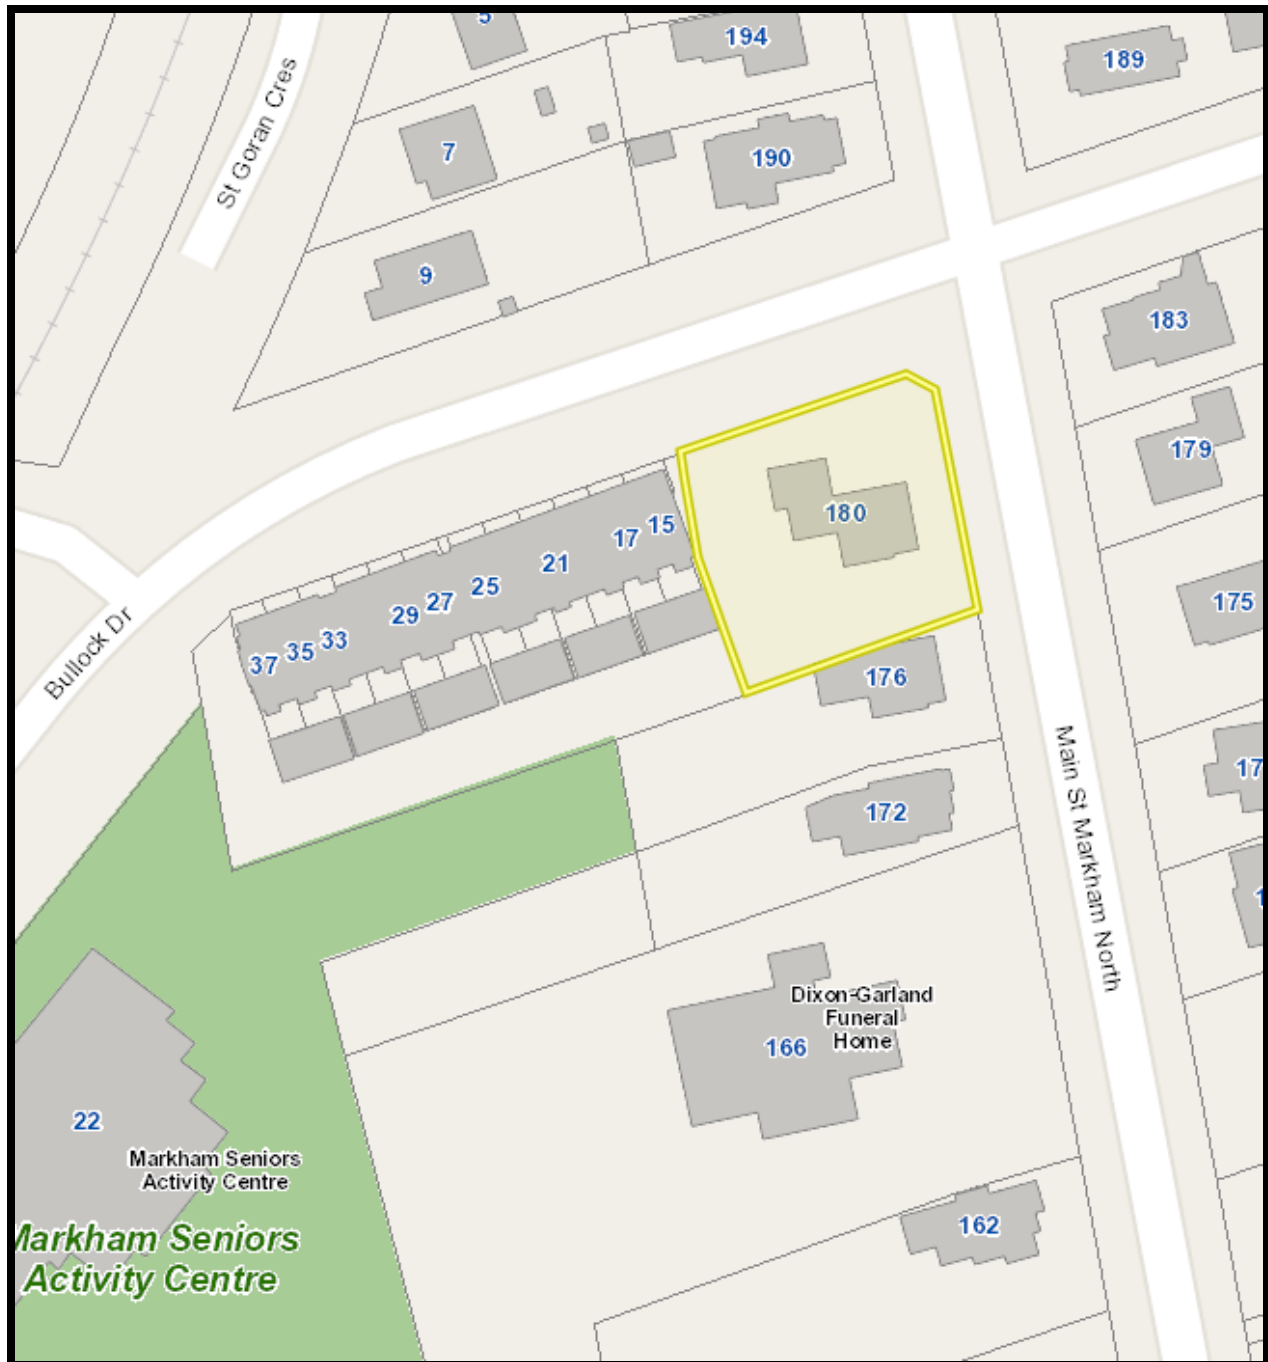 5
194
189
St Goran Cres
7
190
9
183
179
180
15
17
21
25
27
29
33
35
37
175
Bullock Dr
176
Main St Markham North
172
Dixon-Garland
Funeral
Home
166
22
Markham Seniors
Activity Centre
Markham Seniors
Activity Centre
162